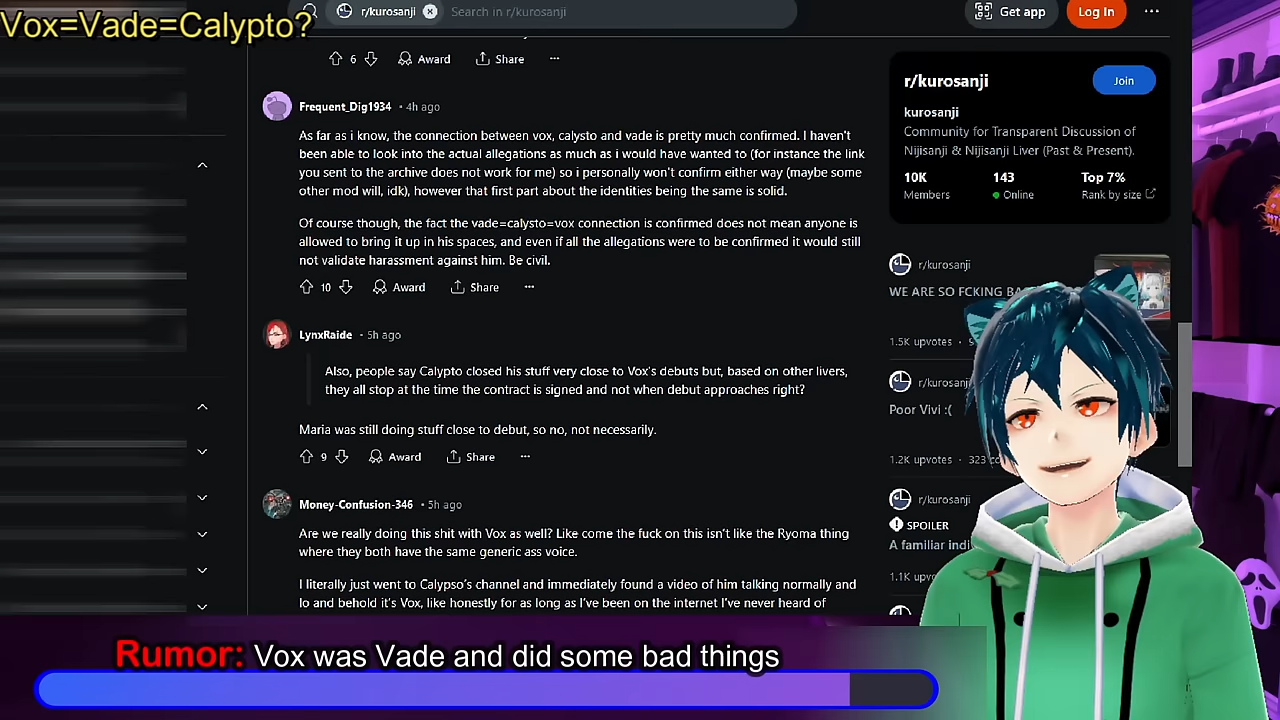 Vox=Vade=Calypto?
r/kurosanji
Search in r/kurosanji
Get app
Log In
6
Award
Share
Frequent_Dig1934 • 4h ago
As far as i know, the connection between vox, calysto and vade is pretty much confirmed. I haven't
been able to look into the actual allegations as much as i would have wanted to (for instance the link
you sent to the archive does not work for me) so i personally won't confirm either way (maybe some
other mod will, idk), however that first part about the identities being the same is solid.
Of course though, the fact the vade=calysto=vox connection is confirmed does not mean anyone is
allowed to bring it up in his spaces, and even if all the allegations were to be confirmed it would still
not validate harassment against him. Be civil.
10
Award
Share
LynxRaide • 5h ago
Also, people say Calypto closed his stuff very close to Vox's debuts but, based on other livers,
they all stop at the time the contract is signed and not when debut approaches right?
Maria was still doing stuff close to debut, so no, not necessarily.
9
Award
Share
Money-Confusion-346 • 5h ago
Are we really doing this shit with Vox as well? Like come the fuck on this isn't like the Ryoma thing
where they both have the same generic ass voice.
I literally just went to Calypso's channel and immediately found a video of him talking normally and
lo and behold it's Vox, like honestly for as long as I've been on the internet I've never heard of
r/kurosanji
Join
kurosanji
Community for Transparent Discussion of
Nijisanji & Nijisanji Liver (Past & Present).
10K
143
Top 7%
Members
Online
Rank by size
r/kurosanji
WE ARE SO FCKING
1.5K upvotes
r/kurosanji
Poor Vivi :(
1.2K upvotes • 323
r/kurosanji
SPOILER
A familiar
1.1K
Rumor: Vox was Vade and did some bad things